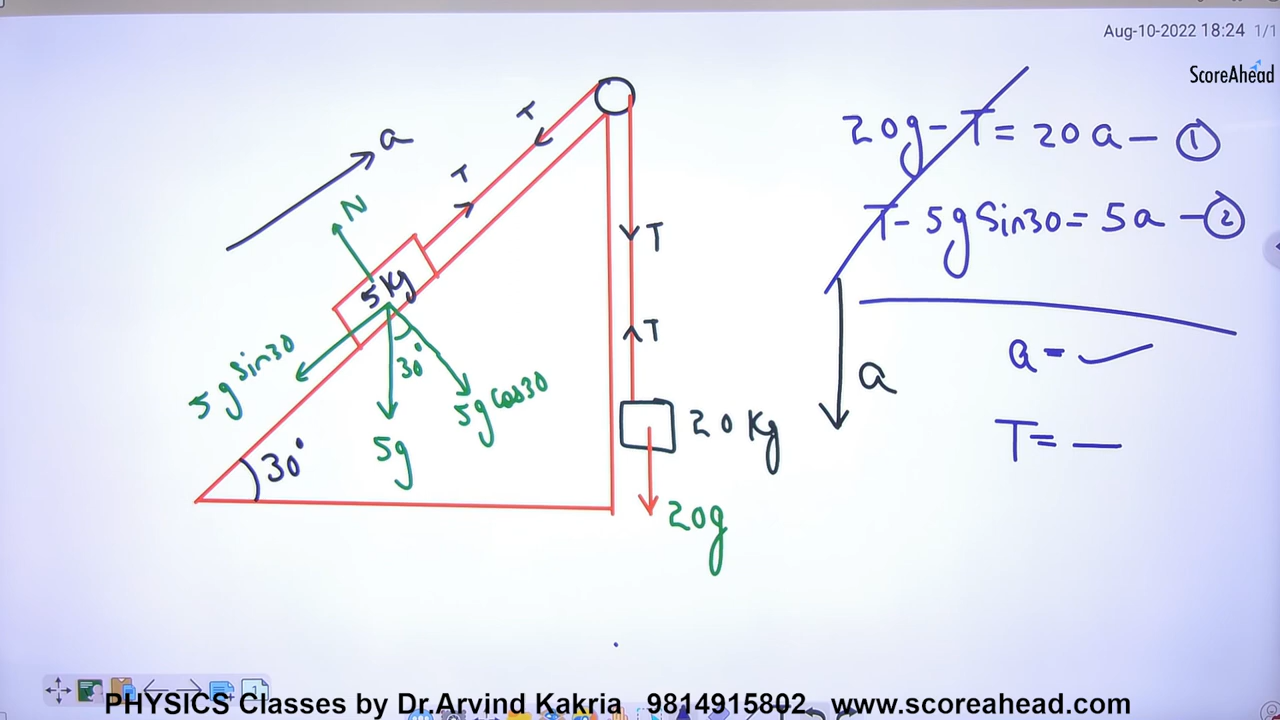 Aug-10-2022 18:24 1/1
ScoreAhead
20g - T = 20a - ①
T - 5g Sin30 = 5a - ②
a = ✓
T = —
a
T
T
N
5Kg
T
T
a
5g Sin30
30°
5g cos30
5g
30°
20 Kg
20g
PHYSICS Classes by Dr.Arvind Kakria 9814915802, www.scoreahead.com